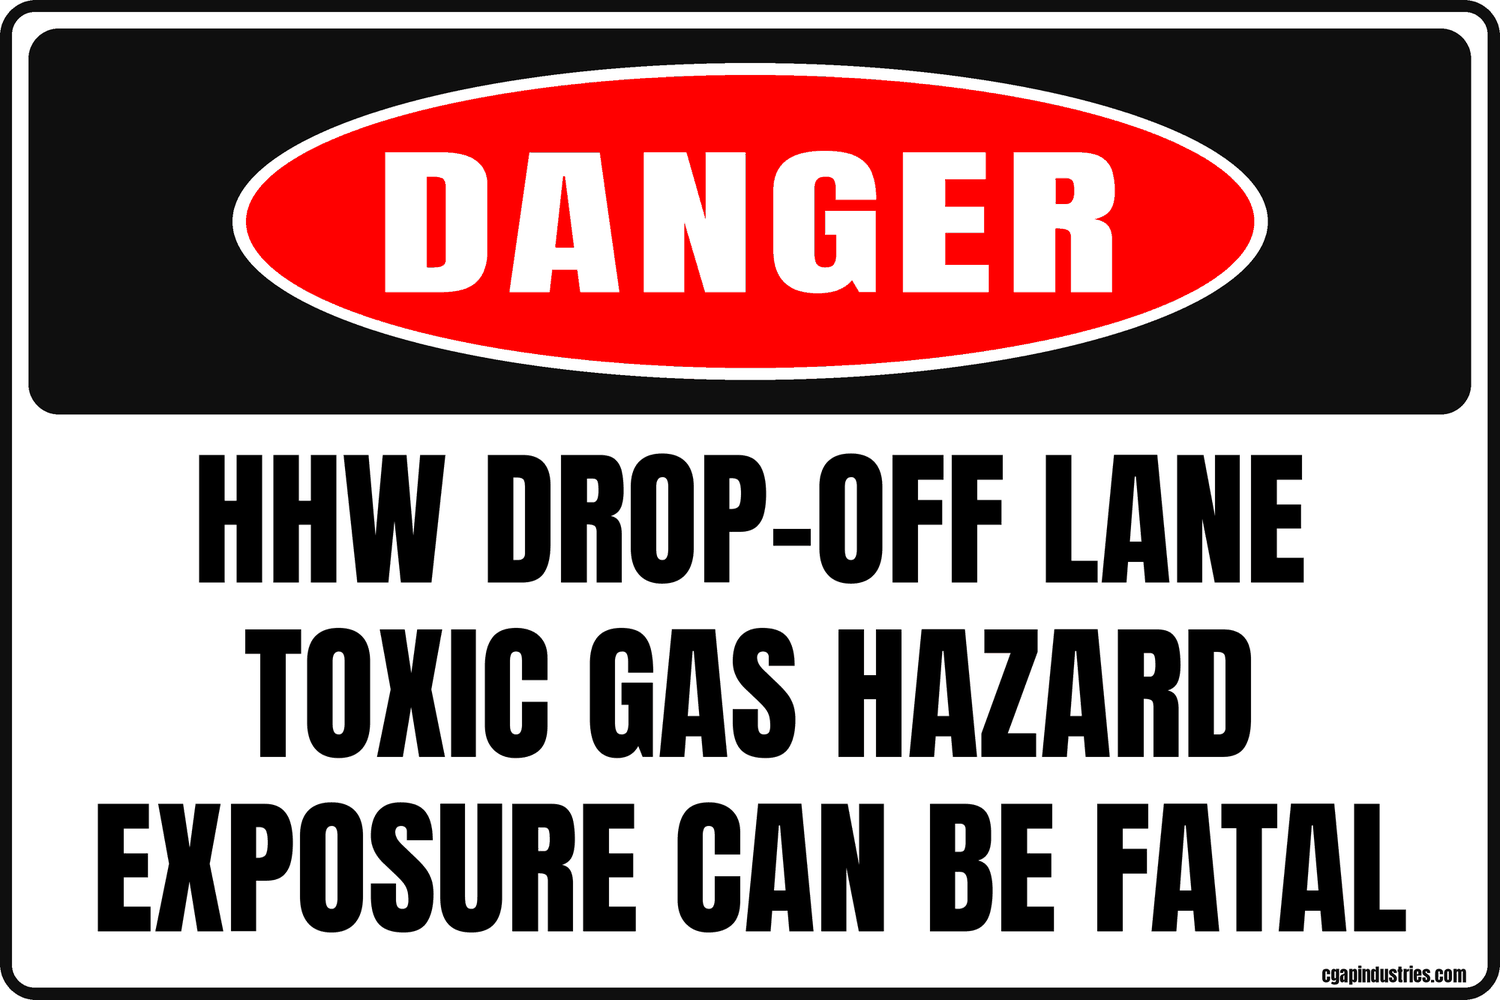 DANGER
HHW DROP-OFF LANE
TOXIC GAS HAZARD
EXPOSURE CAN BE FATAL
cgapindustries.com